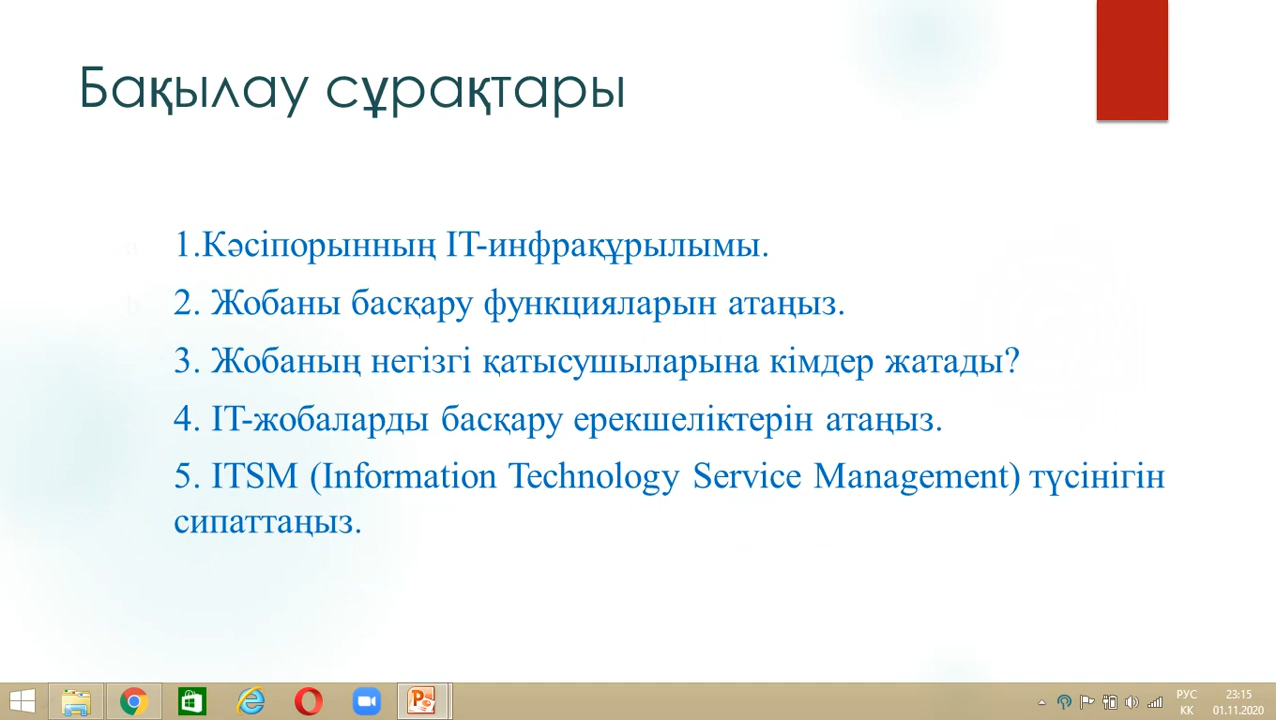 Бақылау сұрақтары
1.Кәсіпорынның IT-инфрақұрылымы.
2. Жобаны басқару функцияларын атаңыз.
3. Жобаның негізгі қатысушыларына кімдер жатады?
4. IT-жобаларды басқару ерекшеліктерін атаңыз.
5. ITSM (Information Technology Service Management) түсінігін
сипаттаңыз.
РУС 23:15
КК 01.11.2020